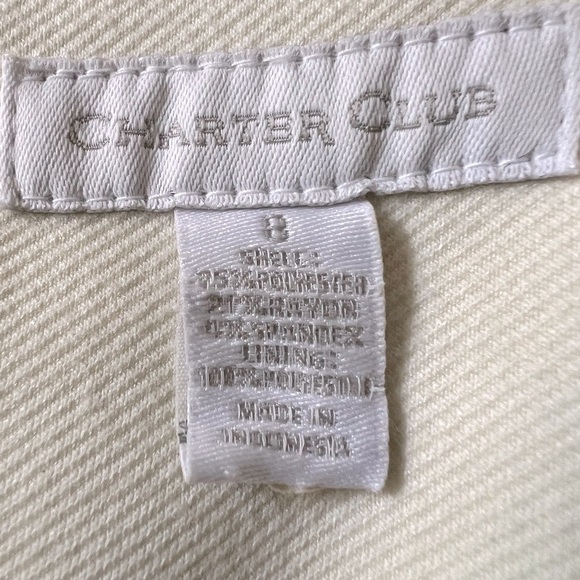 CHARTER CLUB
8
SHELL:
75% POLYESTER
21% RAYON
4% SPANDEX
LINING:
100% POLYESTER
MADE IN
INDONESIA